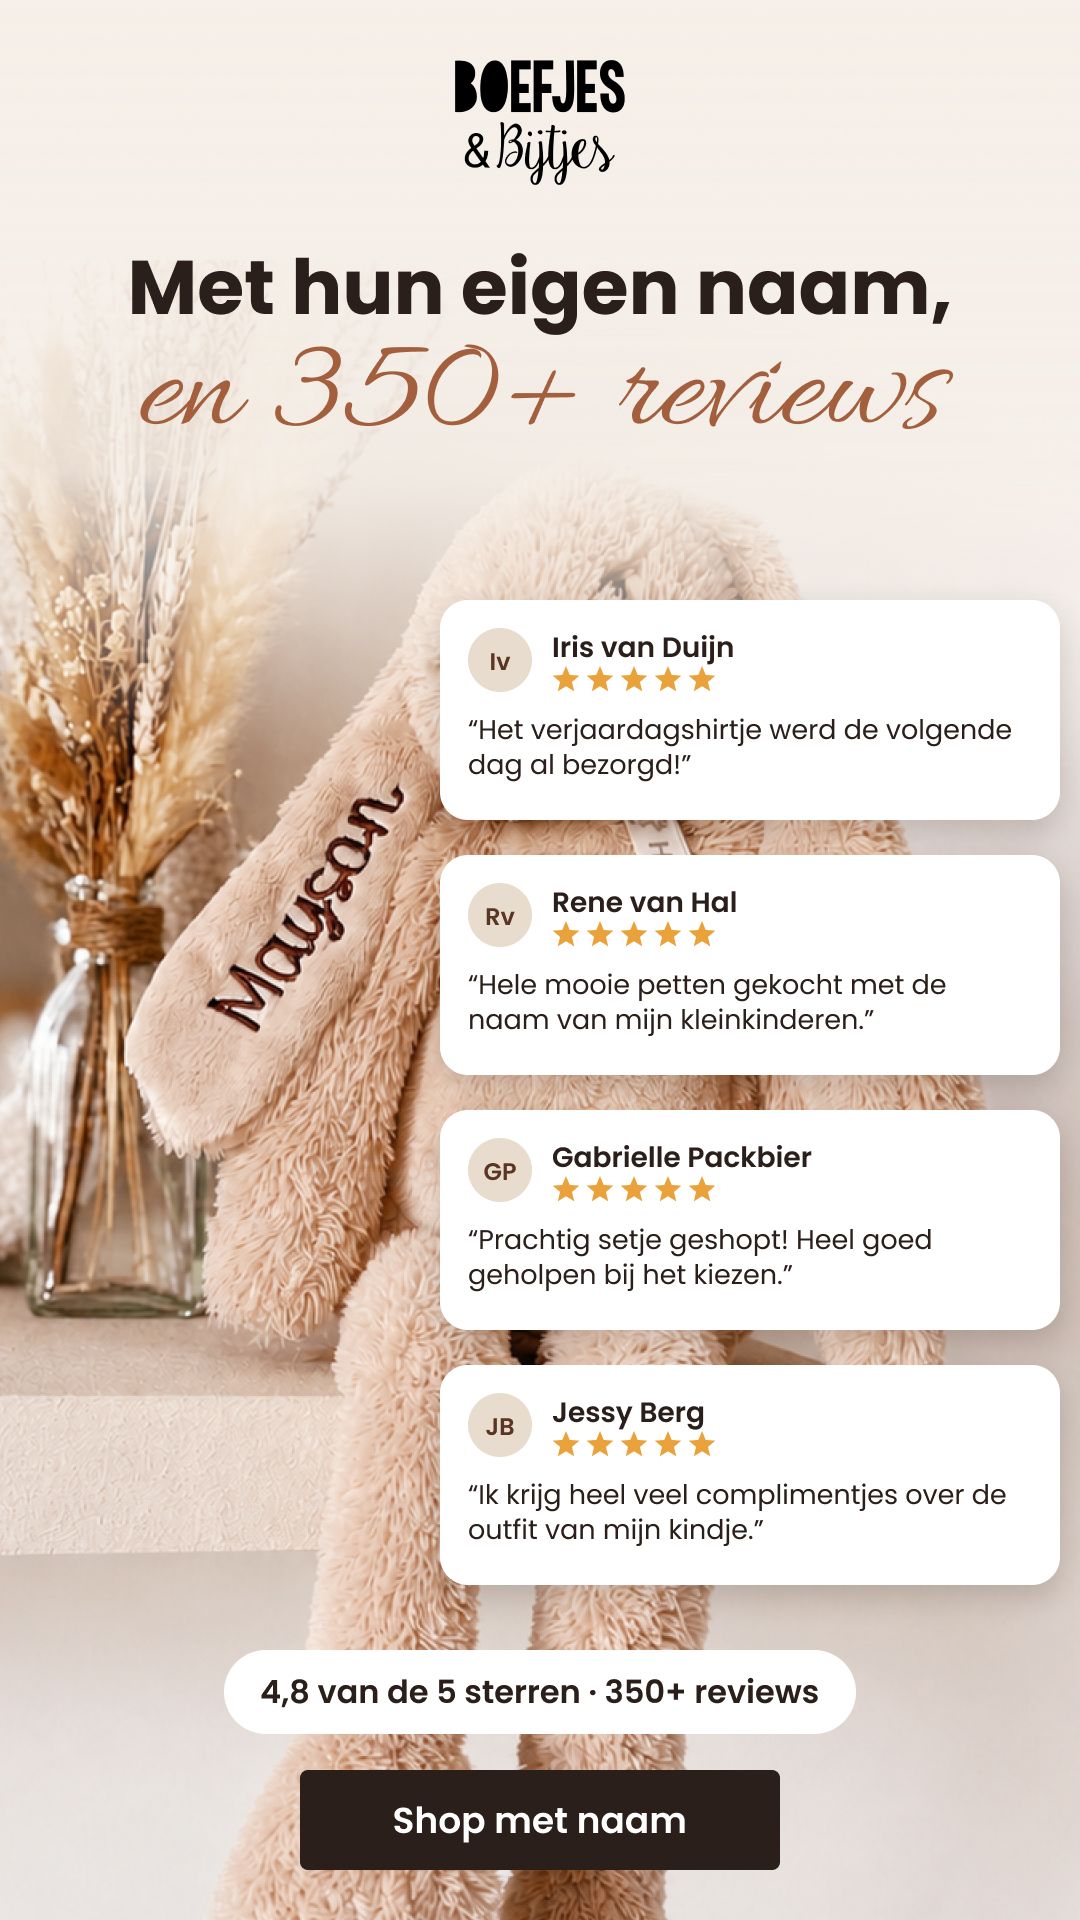 BOEFJES
& Bijtjes
Met hun eigen naam,
en 350+ reviews
Iv
Iris van Duijn
“Het verjaardagshirtje werd de volgende
dag al bezorgd!”
Mayson
H
Rv
Rene van Hal
“Hele mooie petten gekocht met de
naam van mijn kleinkinderen.”
GP
Gabrielle Packbier
“Prachtig setje geshopt! Heel goed
geholpen bij het kiezen.”
JB
Jessy Berg
“Ik krijg heel veel complimentjes over de
outfit van mijn kindje.”
4,8 van de 5 sterren · 350+ reviews
Shop met naam